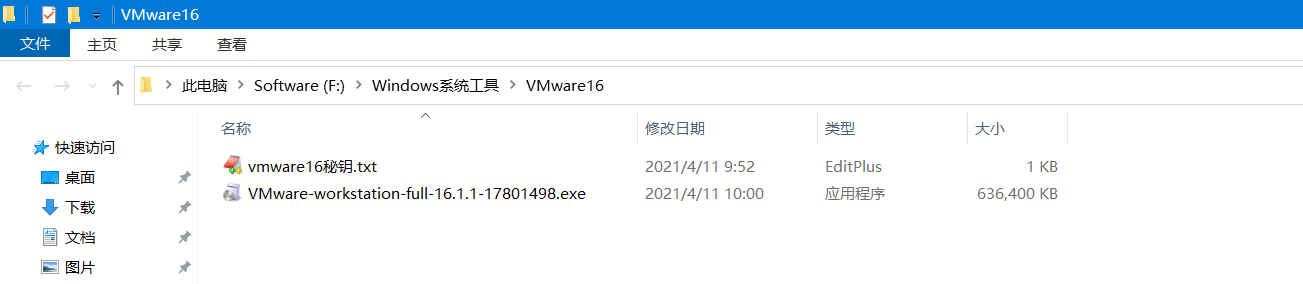 VMware16
文件 主页 共享 查看
此电脑 Software (F:) Windows系统工具 VMware16
名称 修改日期 类型 大小
快速访问
vmware16秘钥.txt 2021/4/11 9:52 EditPlus 1 KB
桌面
VMware-workstation-full-16.1.1-17801498.exe 2021/4/11 10:00 应用程序 636,400 KB
下载
文档
图片